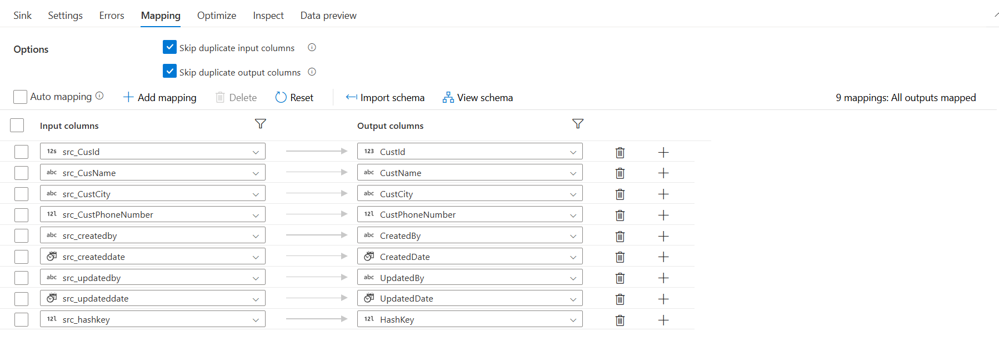 Sink Settings Errors Mapping Optimize Inspect Data preview
Options
Skip duplicate input columns
Skip duplicate output columns
Auto mapping Add mapping Delete Reset Import schema View schema 9 mappings: All outputs mapped
Input columns Output columns
12s src_CusId 123 CustId
abc src_CusName abc CustName
abc src_CustCity abc CustCity
12l src_CustPhoneNumber 12l CustPhoneNumber
abc src_createdby abc CreatedBy
src_createddate CreatedDate
abc src_updatedby abc UpdatedBy
src_updateddate UpdatedDate
12l src_hashkey 12l HashKey